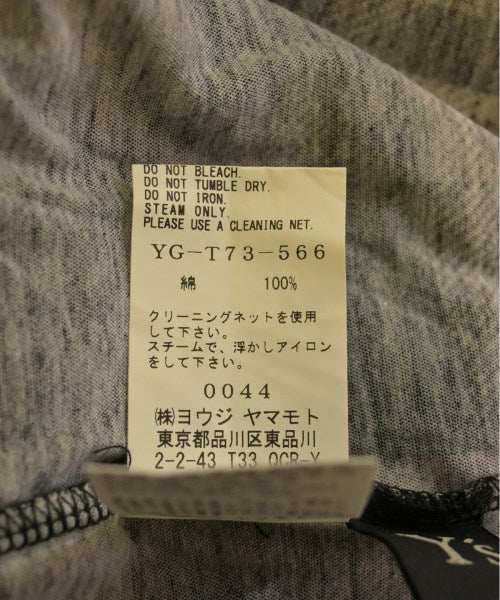 DO NOT BLEACH.
DO NOT TUMBLE DRY.
DO NOT IRON.
STEAM ONLY.
PLEASE USE A CLEANING NET.
YG-T73-566
綿 100%
クリーニングネットを使用
して下さい。
スチームで、浮かしアイロン
をして下さい。
0044
㈱ヨウジ ヤマモト
東京都品川区東品川
2-2-43 T33 OCR-Y
Y's